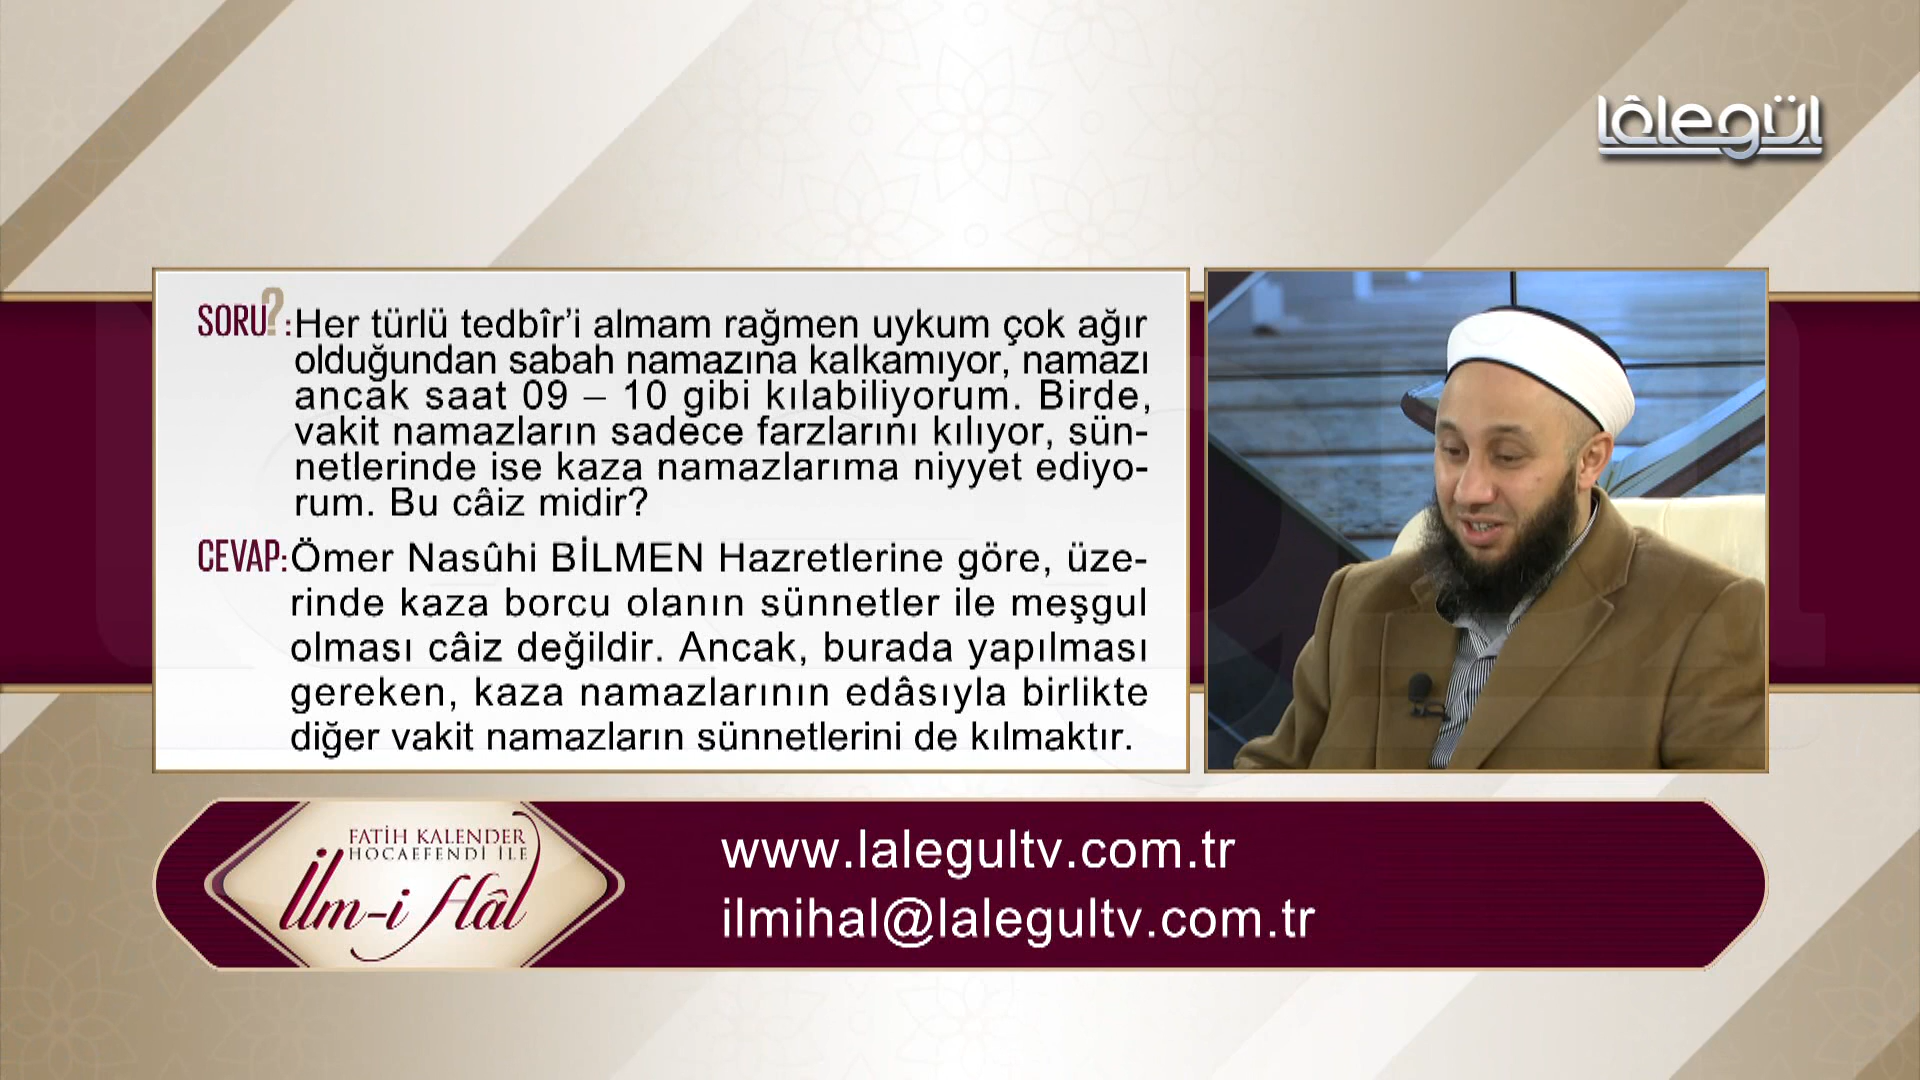 lâlegül
SORU?:Her türlü tedbîr’i almam rağmen uykum çok ağır
olduğundan sabah namazına kalkamıyor, namazı
ancak saat 09 – 10 gibi kılabiliyorum. Birde,
vakit namazların sadece farzlarını kılıyor, sün-
netlerinde ise kaza namazlarıma niyyet ediyo-
rum. Bu câiz midir?
CEVAP:Ömer Nasûhi BİLMEN Hazretlerine göre, üze-
rinde kaza borcu olanın sünnetler ile meşgul
olması câiz değildir. Ancak, burada yapılması
gereken, kaza namazlarının edâsıyla birlikte
diğer vakit namazların sünnetlerini de kılmaktır.
FATİH KALENDER
HOCAEFENDİ İLE
İlm-i Hâl
www.lalegultv.com.tr
ilmihal@lalegultv.com.tr